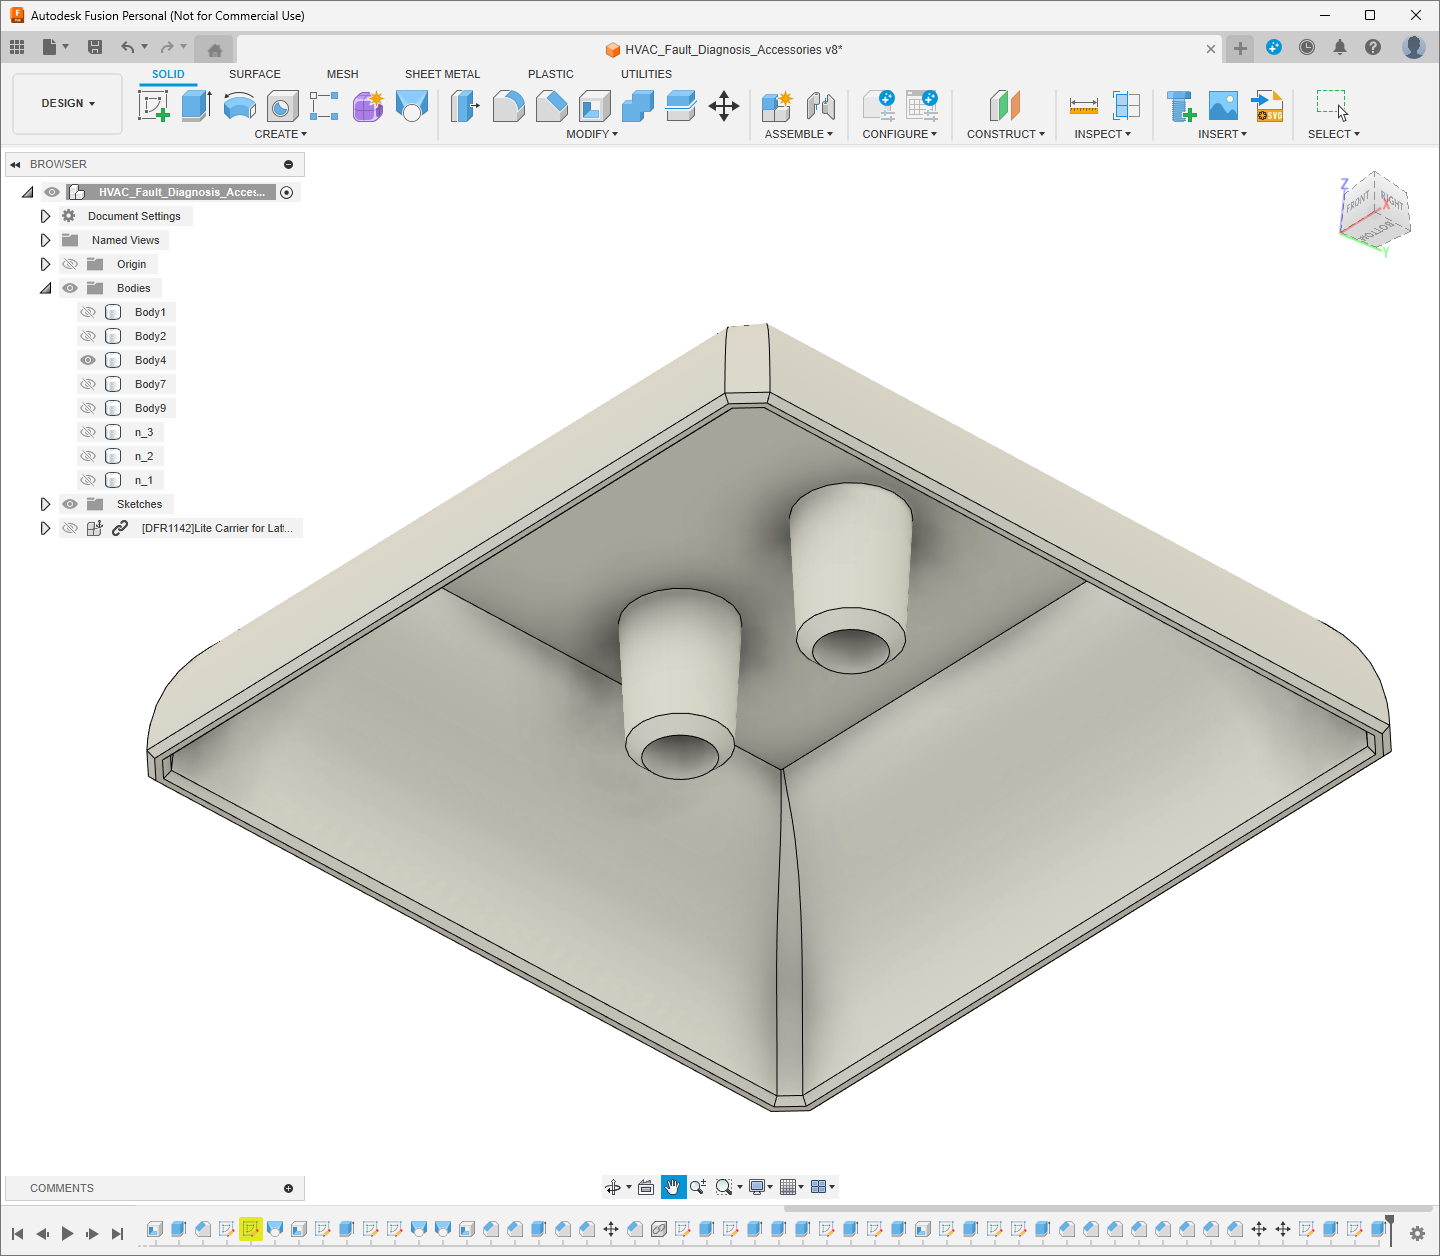 Autodesk Fusion Personal (Not for Commercial Use)
HVAC_Fault_Diagnosis_Accessories v8*
SOLID SURFACE MESH SHEET METAL PLASTIC UTILITIES
DESIGN
CREATE MODIFY ASSEMBLE CONFIGURE CONSTRUCT INSPECT INSERT SELECT
SVG
BROWSER
HVAC_Fault_Diagnosis_Acces...
Document Settings
Named Views
Origin
Bodies
Body1
Body2
Body4
Body7
Body9
n_3
n_2
n_1
Sketches
[DFR1142]Lite Carrier for Latt...
Z
FRONT RIGHT
X
BOTTOM
Y
COMMENTS